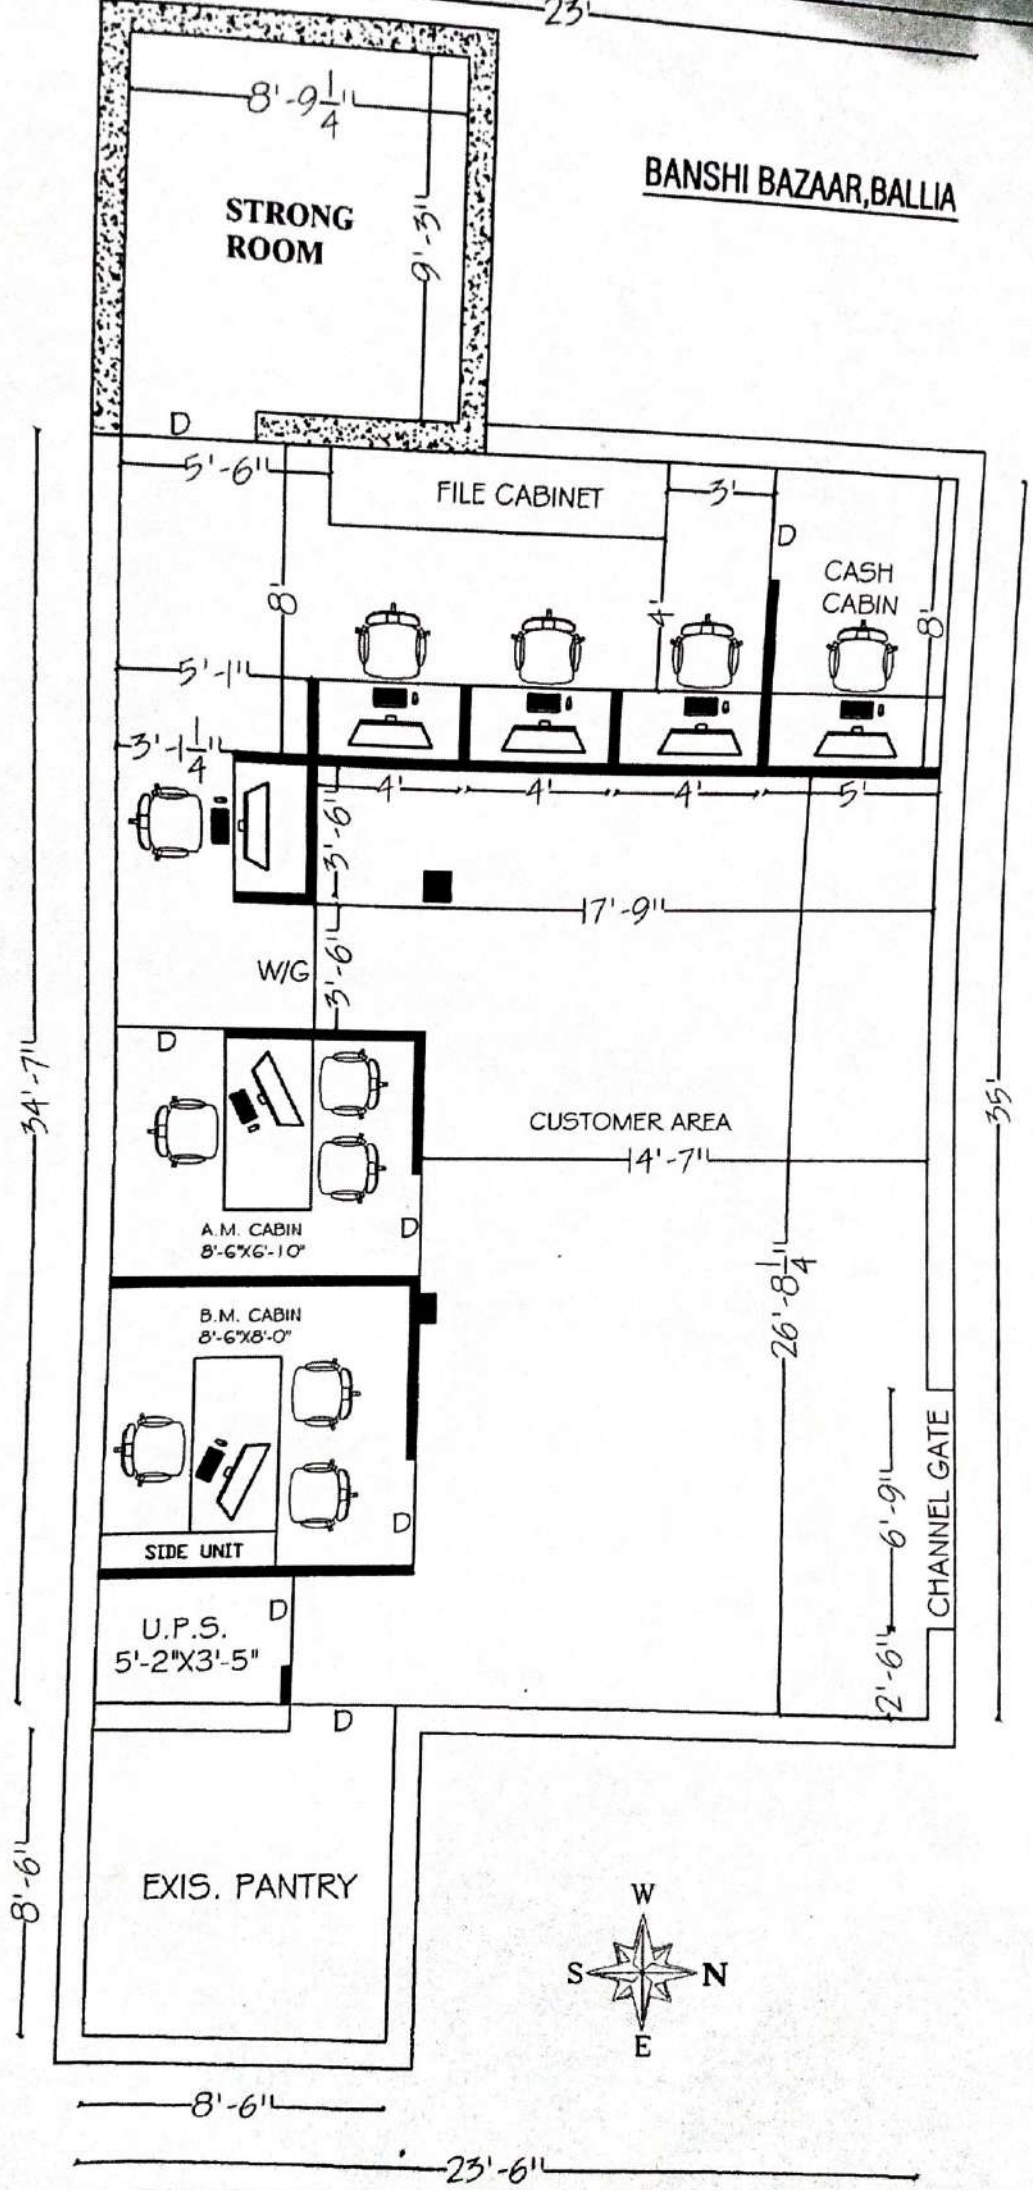 23'
8'-9 1/4"
BANSHI BAZAAR,BALLIA
STRONG
ROOM
9'-3"
D
5'-6"
FILE CABINET
3'
D
CASH
CABIN
8'
4'
8'
5'-1"
3'-1 1/4"
4'
4'
4'
5'
3'-6"
17'-9"
W/G
3'-6"
D
34'-7"
35'
CUSTOMER AREA
14'-7"
A.M. CABIN
8'-6"X6'-10"
D
26'-8 1/4"
B.M. CABIN
8'-6"X8'-0"
CHANNEL GATE
6'-9"
D
SIDE UNIT
D
U.P.S.
5'-2"X3'-5"
2'-6"
D
8'-6"
EXIS. PANTRY
W
S
N
E
8'-6"
23'-6"